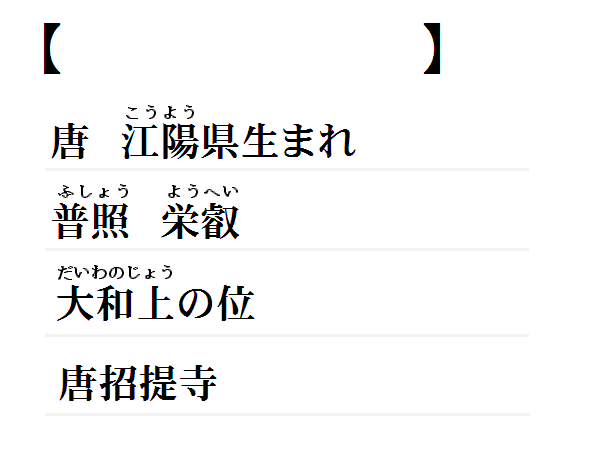 【 】
こうよう
唐 江陽県生まれ
ふしょう ようへい
普照 栄叡
だいわのじょう
大和上の位
唐招提寺